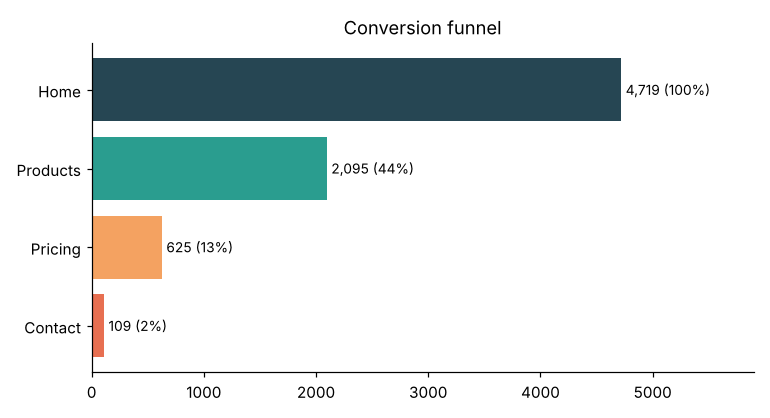 Conversion funnel
Home 4,719 (100%)
Products 2,095 (44%)
Pricing 625 (13%)
Contact 109 (2%)
0 1000 2000 3000 4000 5000